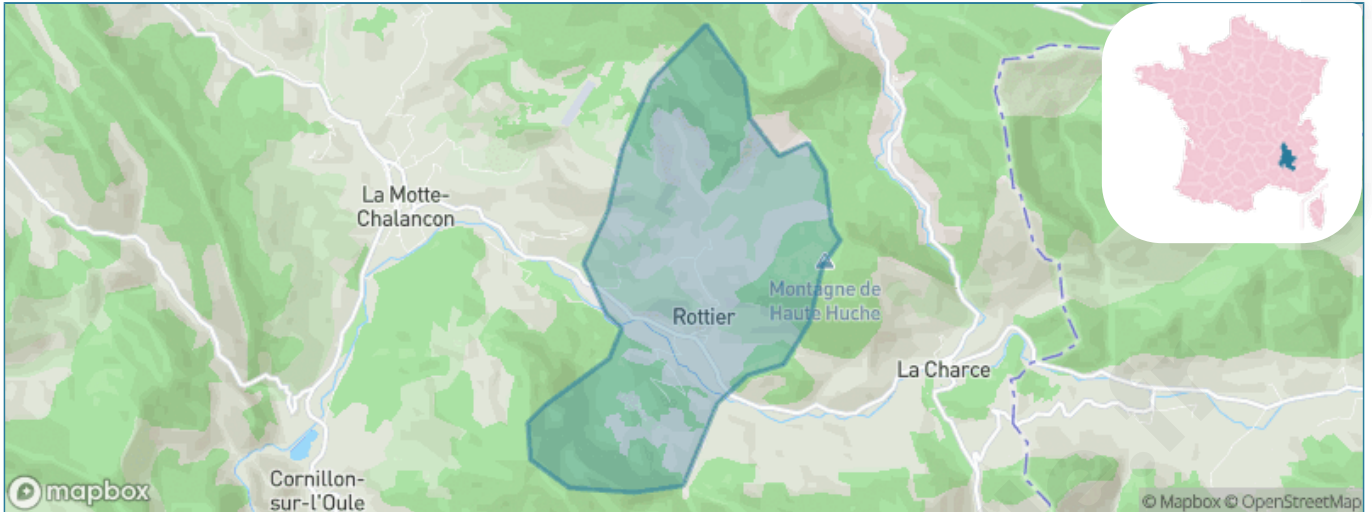 La Motte-
Chalancon
Montagne de
Haute Huche
Rottier
La Charce
Cornillon-
sur-l'Oule
mapbox
© Mapbox © OpenStreetMap